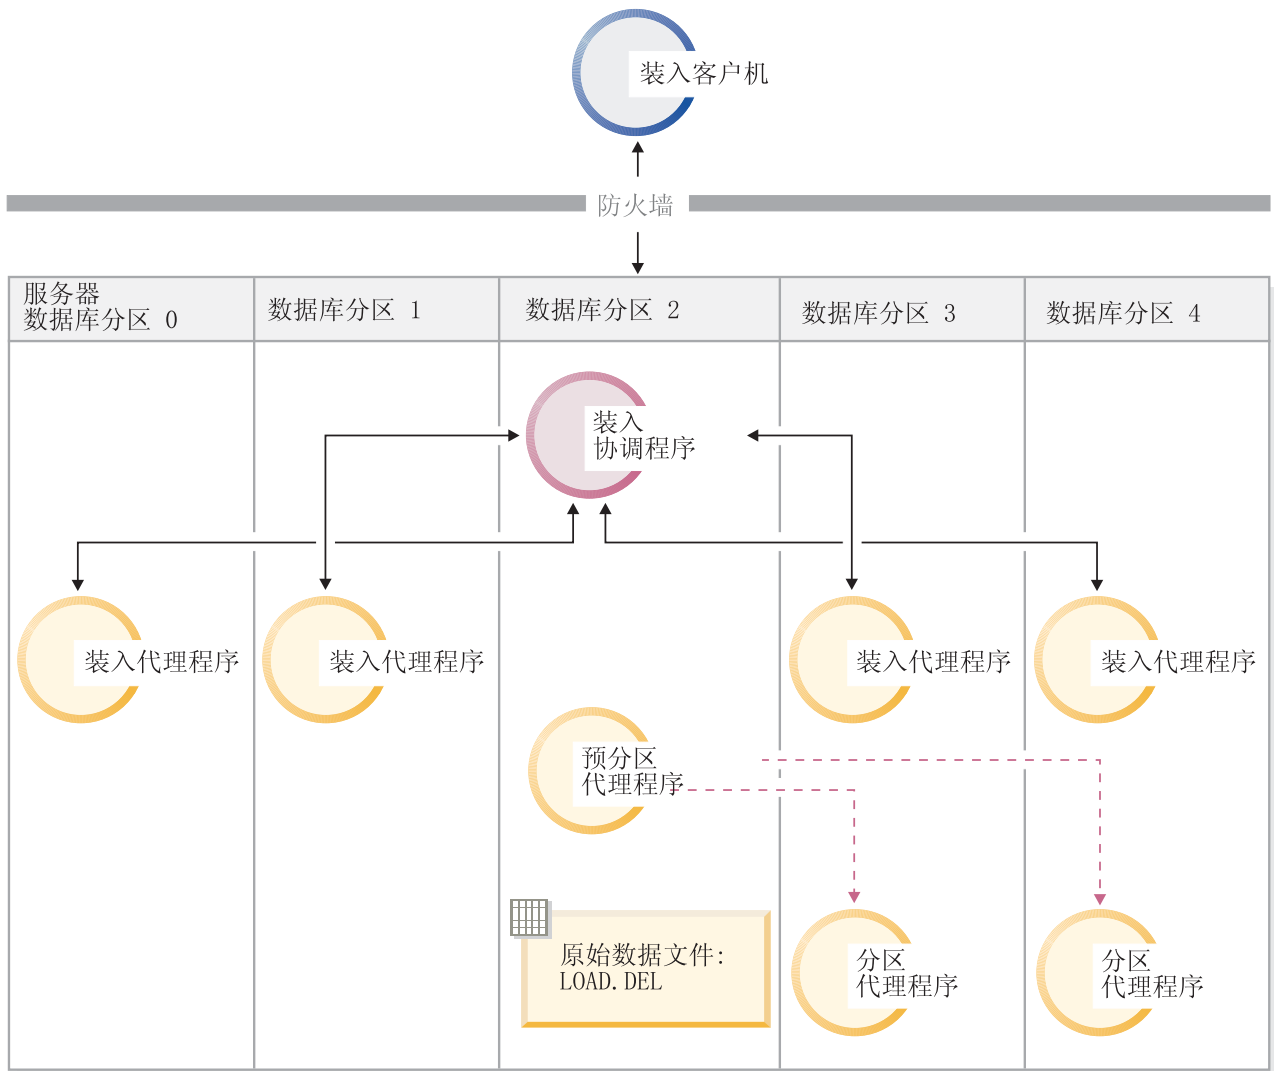 装入客户机
防火墙
服务器
数据库分区 0
数据库分区 1
数据库分区 2
数据库分区 3
数据库分区 4
装入
协调程序
装入代理程序
装入代理程序
装入代理程序
装入代理程序
预分区
代理程序
原始数据文件:
LOAD.DEL
分区
代理程序
分区
代理程序